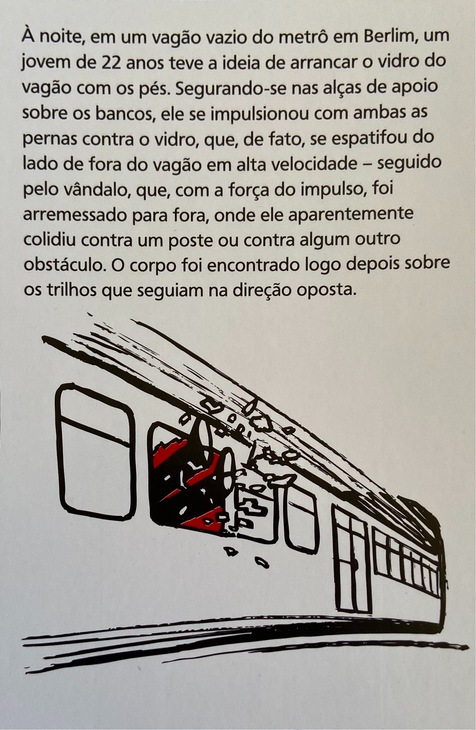 À noite, em um vagão vazio do metrô em Berlim, um
jovem de 22 anos teve a ideia de arrancar o vidro do
vagão com os pés. Segurando-se nas alças de apoio
sobre os bancos, ele se impulsionou com ambas as
pernas contra o vidro, que, de fato, se espatifou do
lado de fora do vagão em alta velocidade – seguido
pelo vândalo, que, com a força do impulso, foi
arremessado para fora, onde ele aparentemente
colidiu contra um poste ou contra algum outro
obstáculo. O corpo foi encontrado logo depois sobre
os trilhos que seguiam na direção oposta.